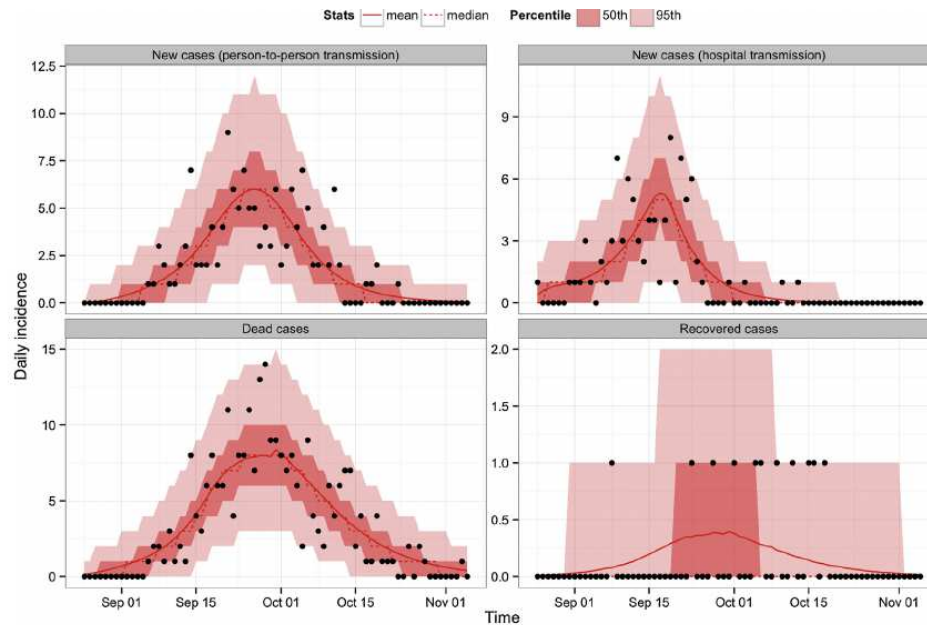 Stats mean median Percentile 50th 95th
New cases (person-to-person transmission)
New cases (hospital transmission)
12.5
10.0
7.5
5.0
2.5
0.0
9
6
3
0
Daily incidence
Dead cases
Recovered cases
15
10
5
0
2.0
1.5
1.0
0.5
0.0
Sep 01 Sep 15 Oct 01 Oct 15 Nov 01
Sep 01 Sep 15 Oct 01 Oct 15 Nov 01
Time